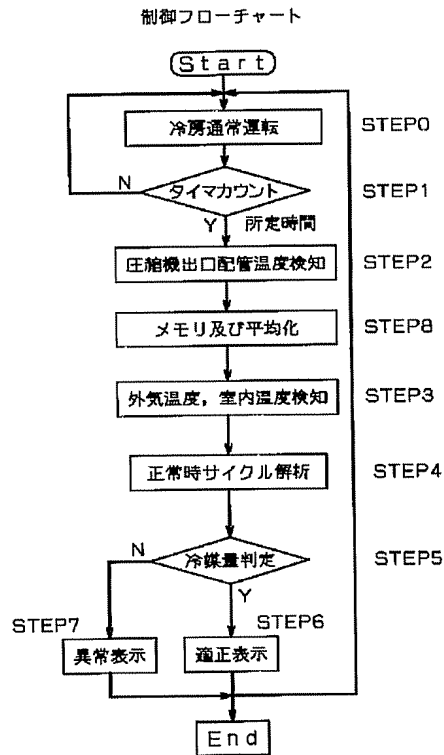 制御フローチャート
Start
冷房通常運転 STEP0
N タイマカウント STEP1
Y 所定時間
圧縮機出口配管温度検知 STEP2
メモリ及び平均化 STEP8
外気温度，室内温度検知 STEP3
正常時サイクル解析 STEP4
N 冷媒量判定 STEP5
Y
STEP7 STEP6
異常表示 適正表示
End